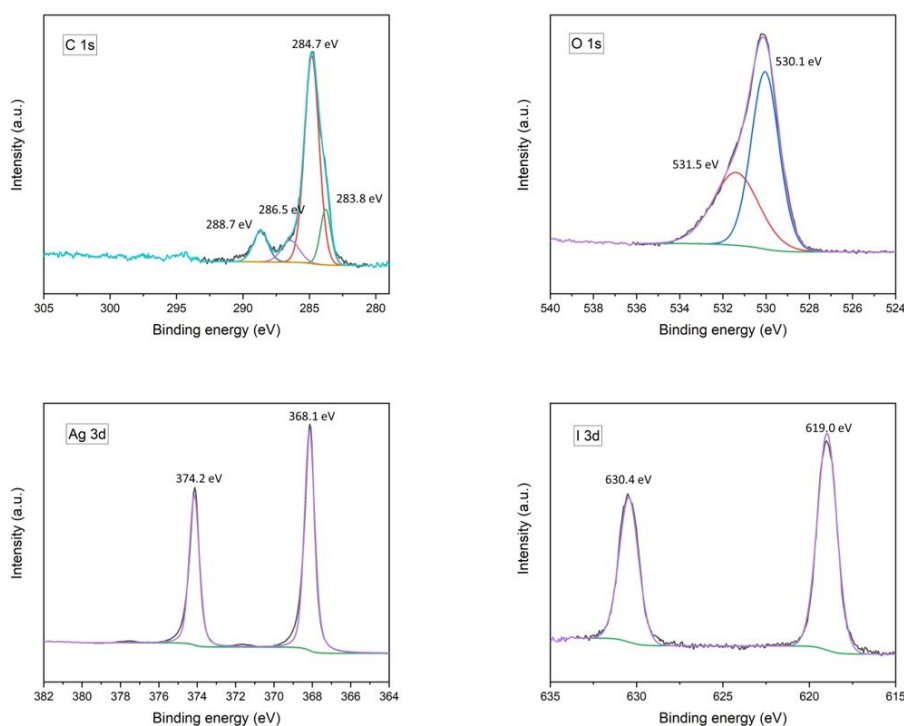 C 1s
284.7 eV
283.8 eV
286.5 eV
288.7 eV
Intensity (a.u.)
305 300 295 290 285 280
Binding energy (eV)
O 1s
530.1 eV
531.5 eV
Intensity (a.u.)
540 538 536 534 532 530 528 526 524
Binding energy (eV)
Ag 3d
368.1 eV
374.2 eV
Intensity (a.u.)
382 380 378 376 374 372 370 368 366 364
Binding energy (eV)
I 3d
619.0 eV
630.4 eV
Intensity (a.u.)
635 630 625 620 615
Binding energy (eV)